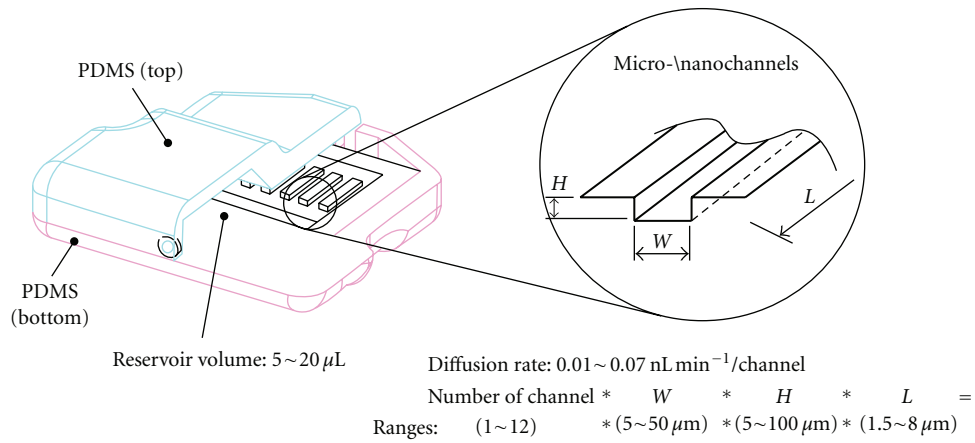 PDMS (top)
Micro-\nanochannels
H
L
W
PDMS
(bottom)
Reservoir volume: 5∼20 μL
Diffusion rate: 0.01∼0.07 nL min⁻¹/channel
Number of channel * W * H * L =
Ranges: (1∼12) * (5∼50 μm) * (5∼100 μm) * (1.5∼8 μm)